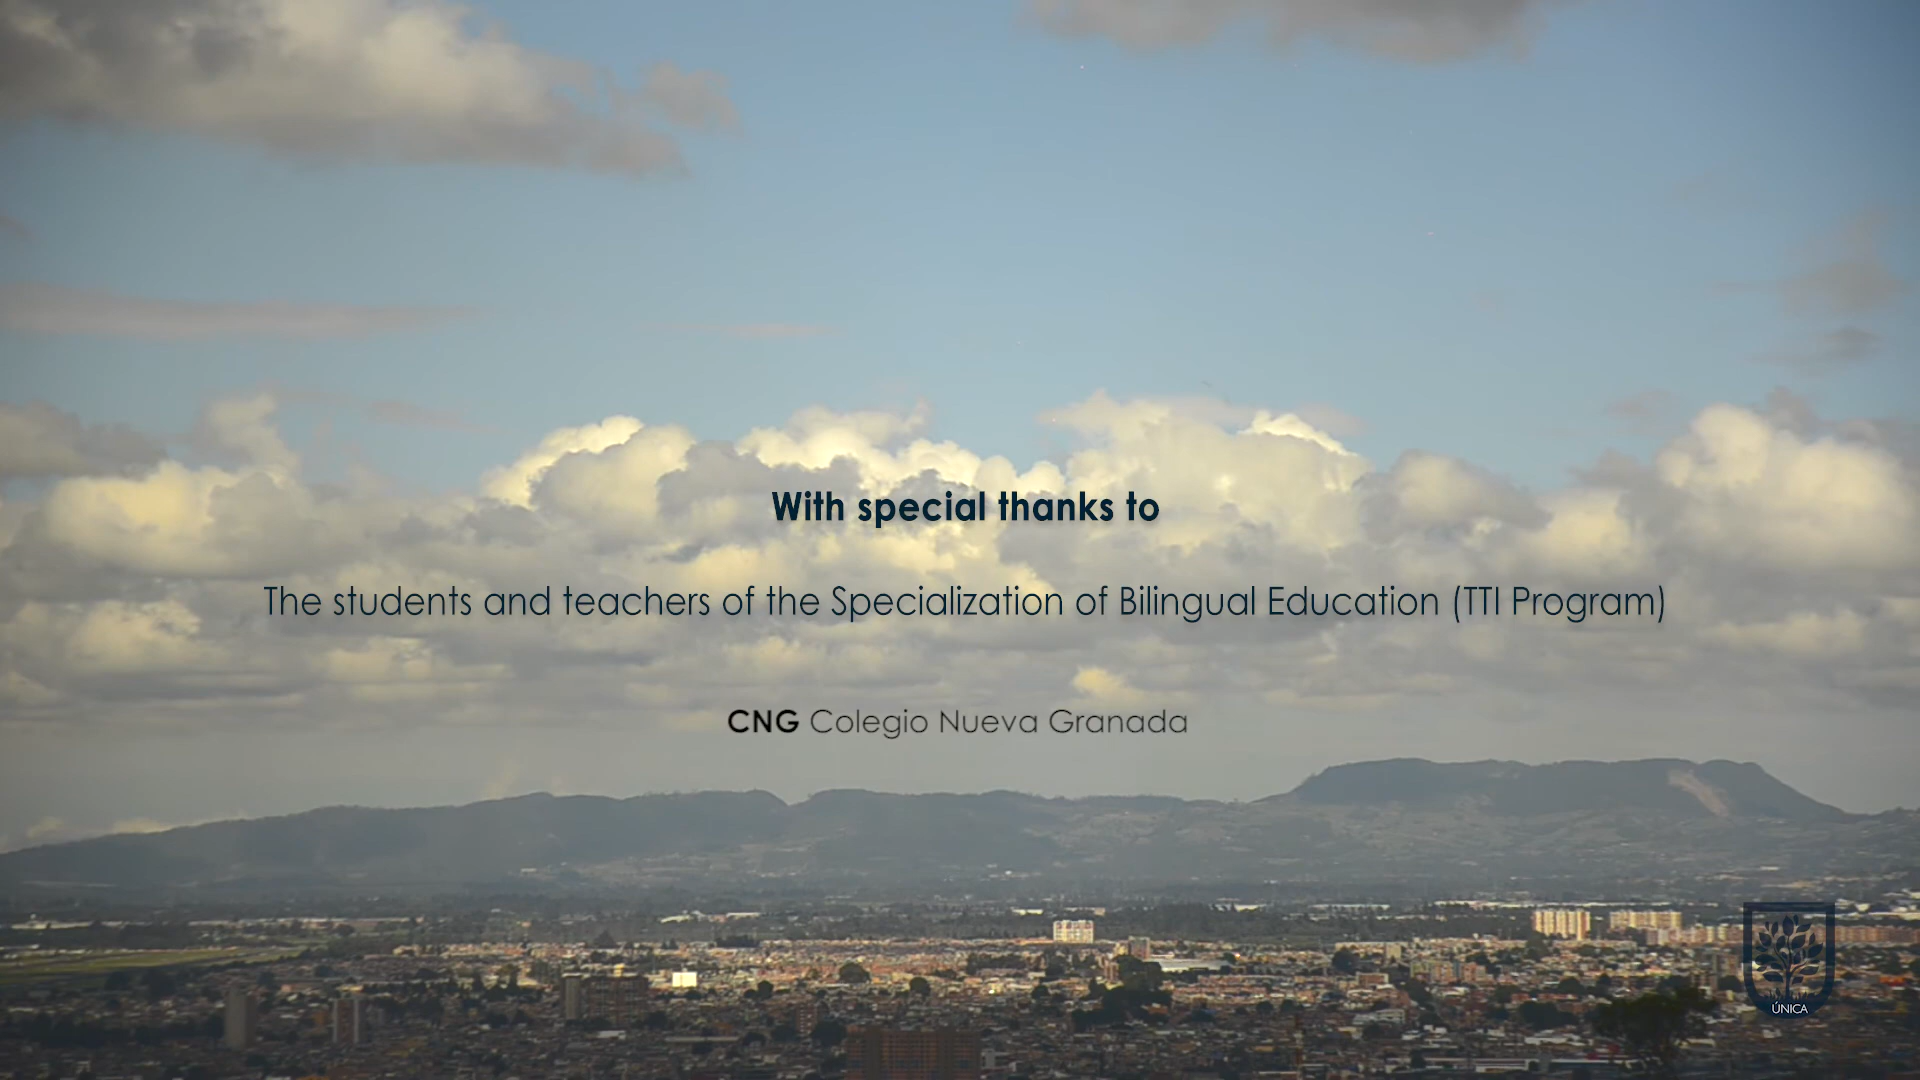 With special thanks to
The students and teachers of the Specialization of Bilingual Education (TTI Program)
CNG Colegio Nueva Granada
ÚNICA